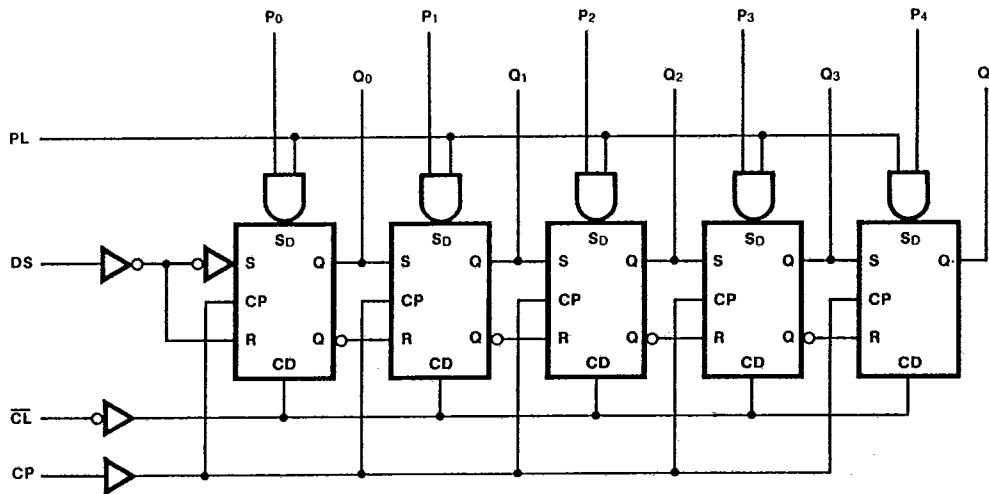 P0 P1 P2 P3 P4
Q0 Q1 Q2 Q3 Q
PL
SD SD SD SD SD
DS S Q S Q S Q S Q S Q
CP CP CP CP CP
R Q R Q R Q R Q R
CD CD CD CD CD
C̅L̅
CP